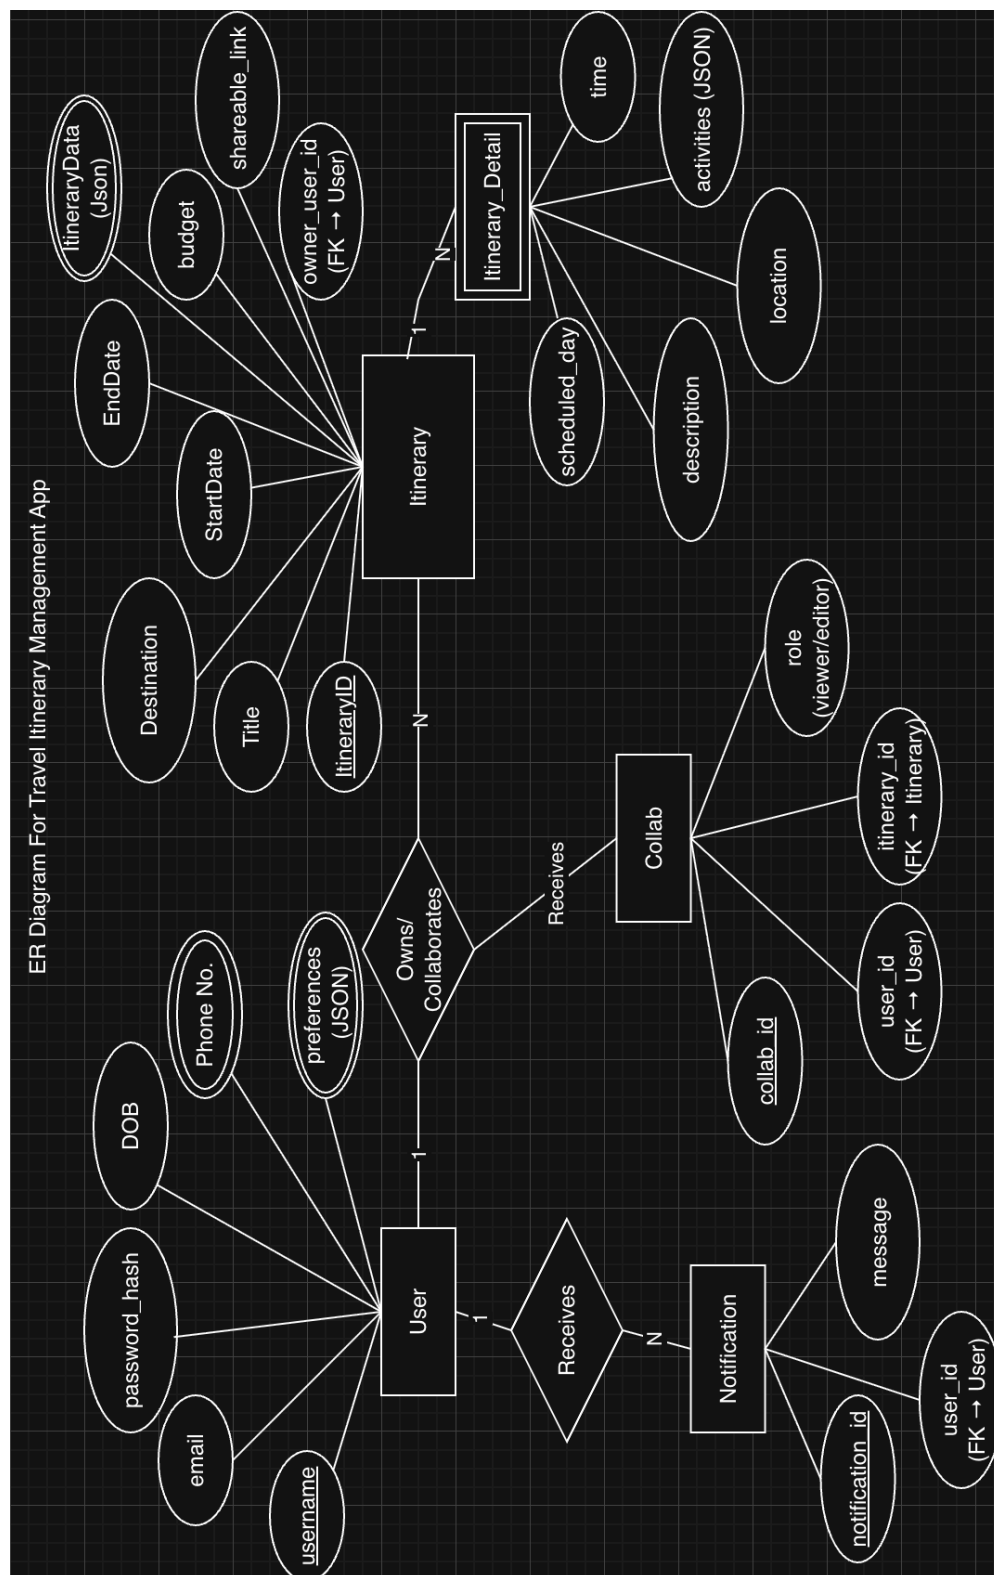 ER Diagram For Travel Itinerary Management App
username
email
password_hash
DOB
Phone No.
preferences
(JSON)
User
1
Owns/
Collaborates
N
Destination
Title
ItineraryID
StartDate
EndDate
ItineraryData
(Json)
budget
shareable_link
owner_user_id
(FK → User)
Itinerary
1
N
Itinerary_Detail
scheduled_day
description
location
activities (JSON)
time
1
Receives
N
Notification
notification_id
user_id
(FK → User)
message
Receives
Collab
collab_id
user_id
(FK → User)
itinerary_id
(FK → Itinerary)
role
(viewer/editor)